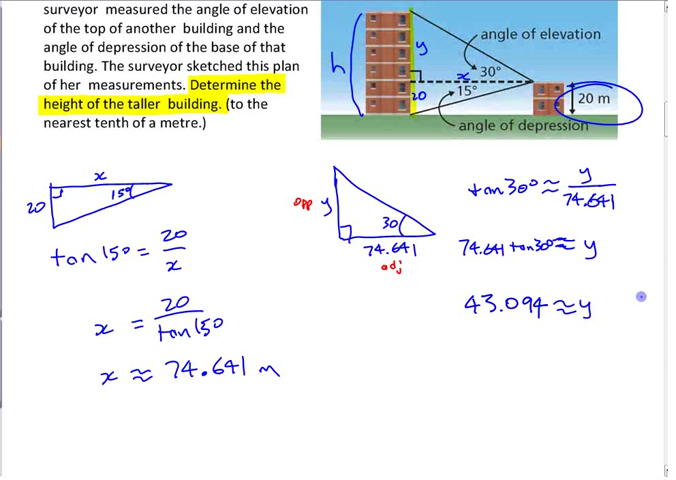 surveyor measured the angle of elevation
of the top of another building and the
angle of depression of the base of that
building. The surveyor sketched this plan
of her measurements. Determine the
height of the taller building. (to the
nearest tenth of a metre.)
h
y
x
20
angle of elevation
30°
15°
20 m
angle of depression
x
20
15°
tan 15° = 20/x
x = 20/tan 15°
x ≈ 74.641 m
opp y
30
74.641
adj
tan 30° ≈ y/74.641
74.641 tan 30° ≈ y
43.094 ≈ y